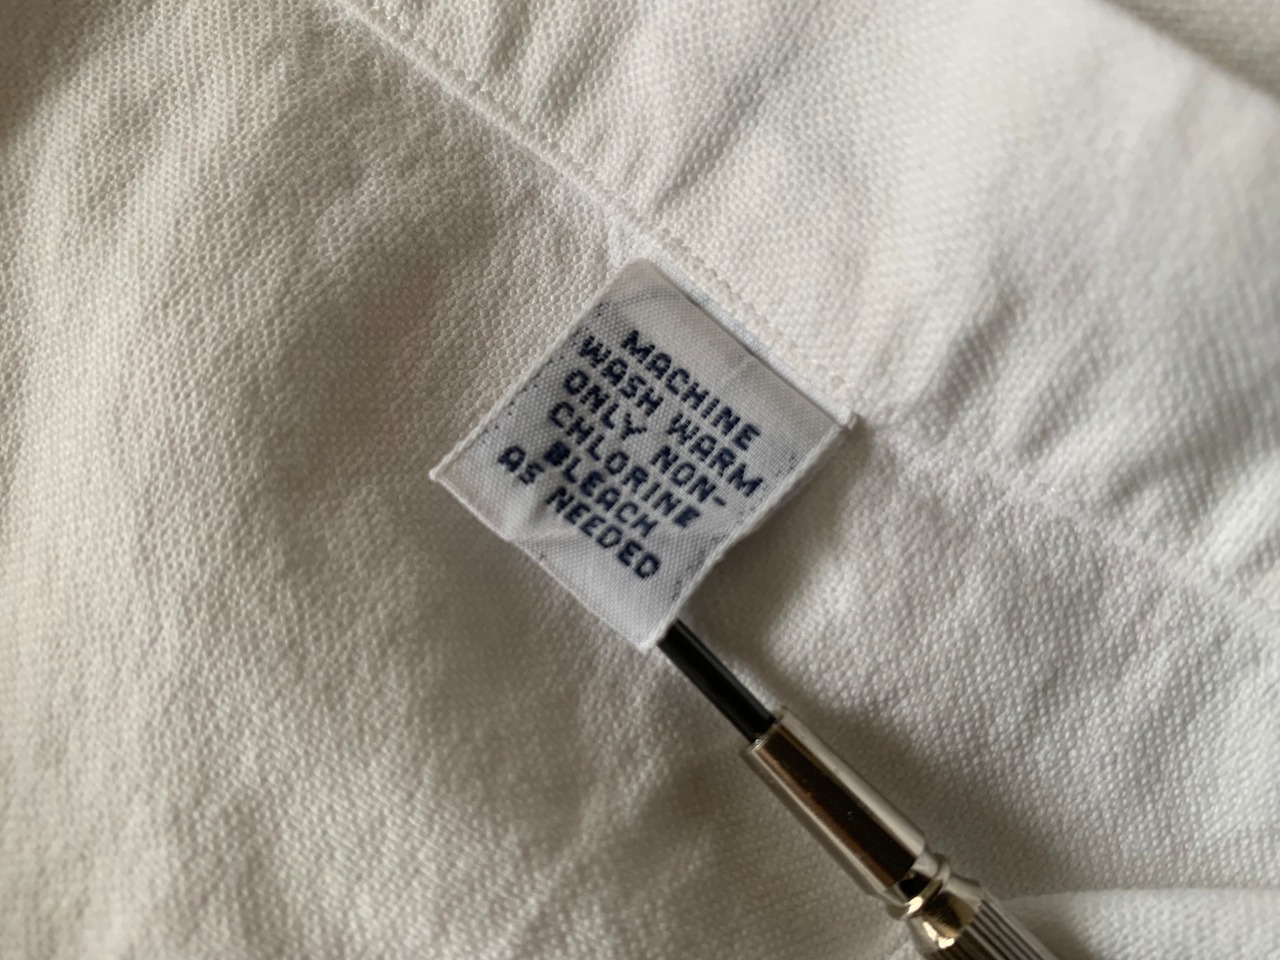 MACHINE
WASH WARM
ONLY NON-
CHLORINE
BLEACH
AS NEEDED